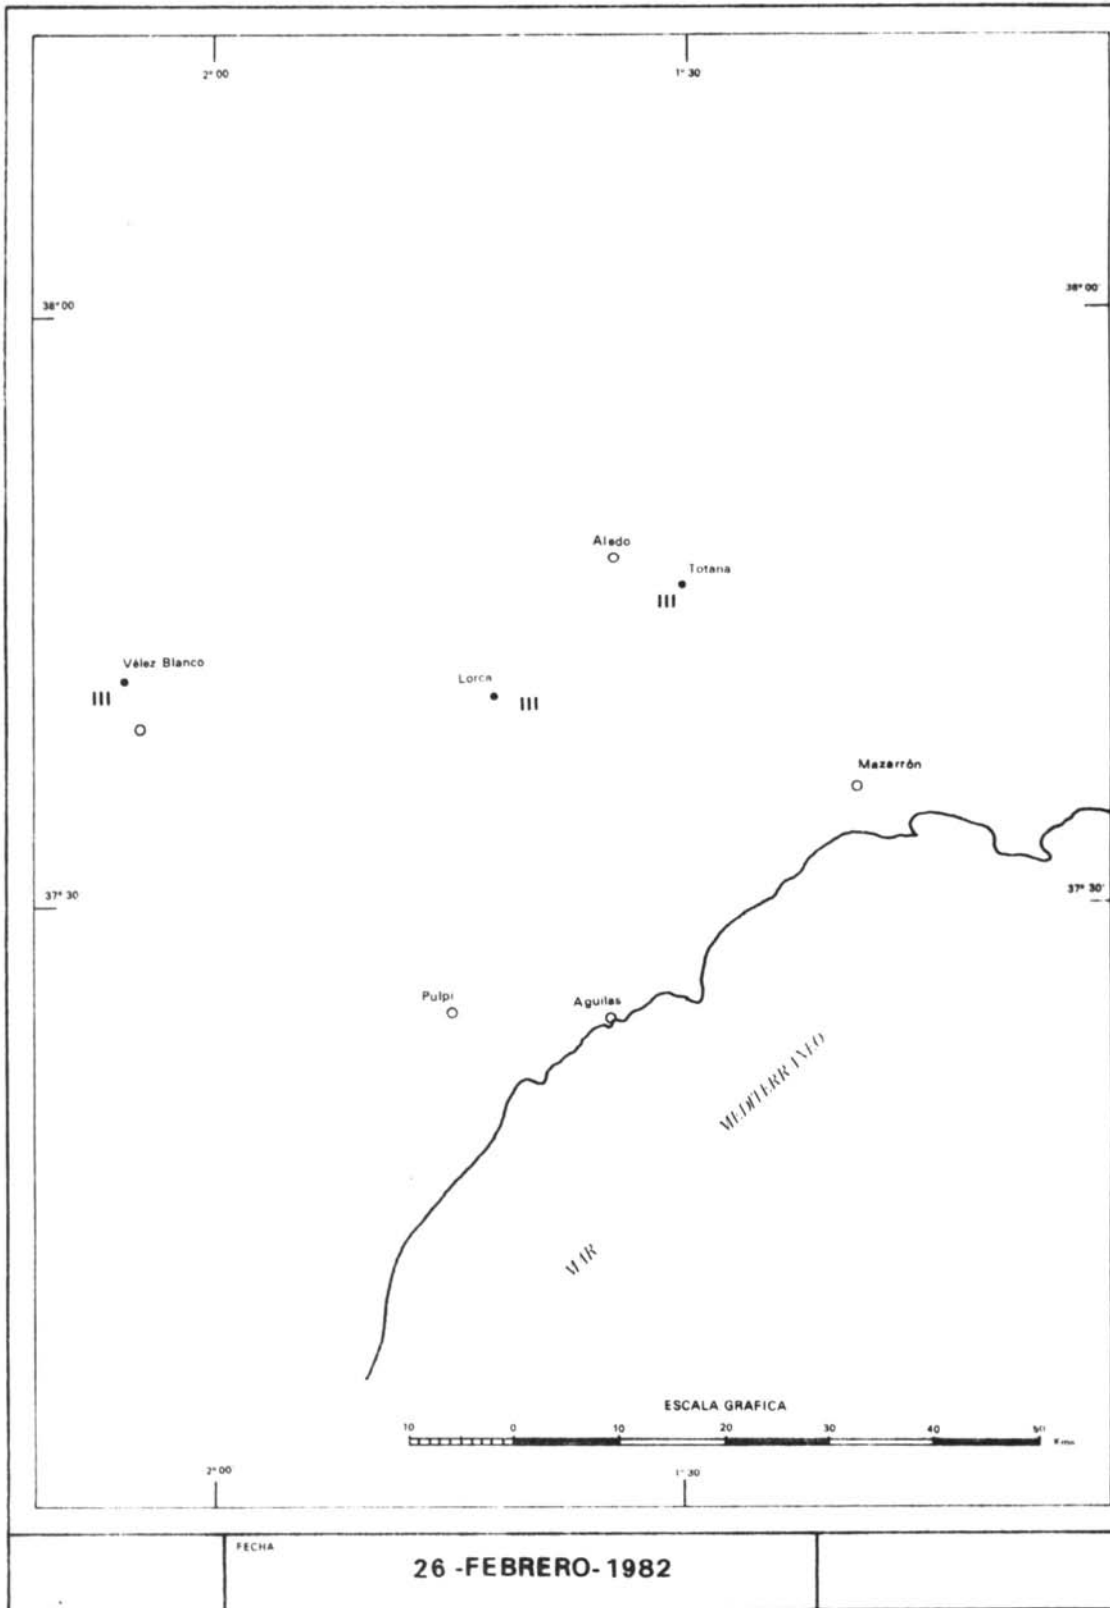 2° 00
1° 30
38° 00
38° 00'
Aledo
Totana
III
Vélez Blanco
III
Lorca
III
Mazarrón
37° 30
37° 30'
Pulpi
Aguilas
MEDITERRANEO
MAR
ESCALA GRAFICA
10 0 10 20 30 40 50
Kms
2° 00
1° 30
FECHA
26 -FEBRERO- 1982